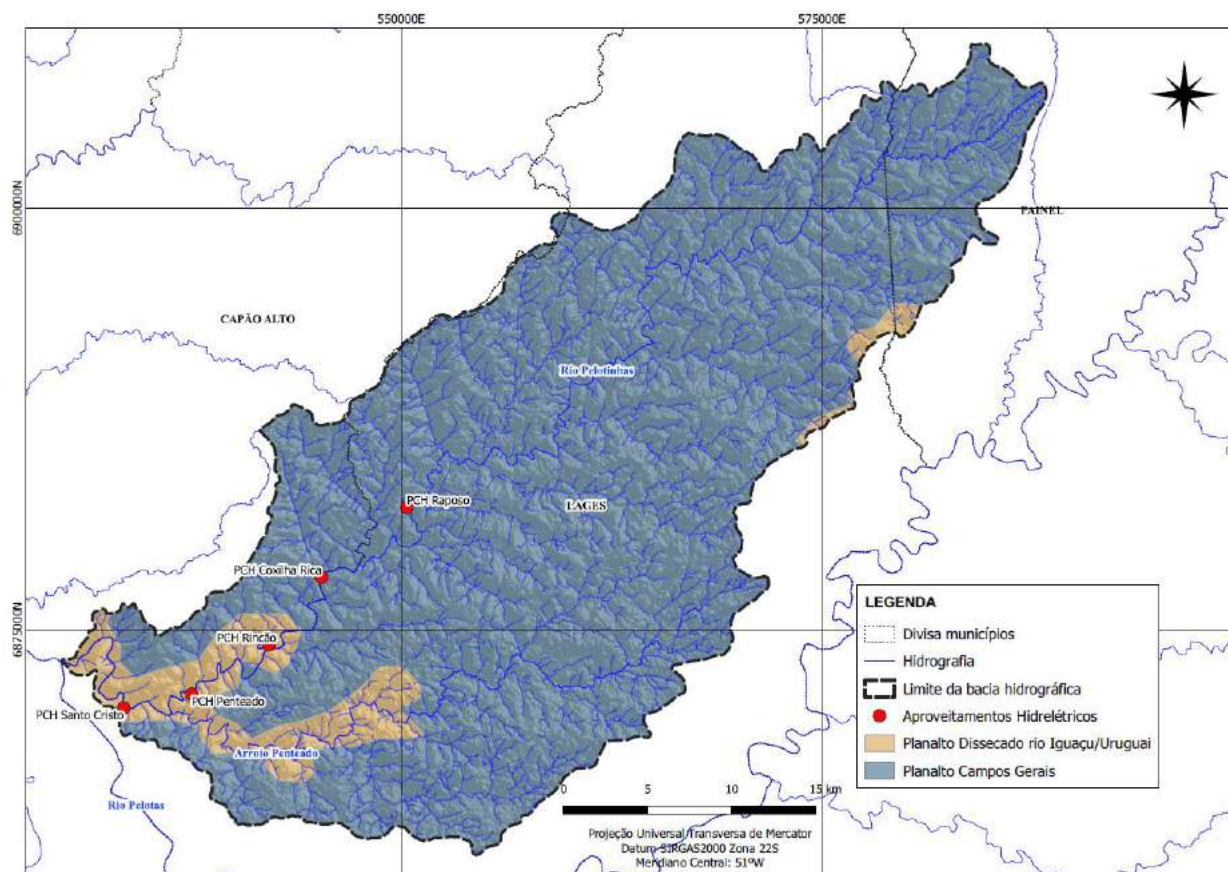 550000E
575000E
6900000N
PAINEL
CAPÃO ALTO
Rio Pelotinhas
PCH Raposo
LAGES
PCH Coxilha Rica
6875000N
PCH Rincão
PCH Penteado
PCH Santo Cristo
Arroio Penteado
Rio Pelotas
LEGENDA
Divisa municípios
Hidrografia
Limite da bacia hidrográfica
Aproveitamentos Hidrelétricos
Planalto Dissecado rio Iguaçu/Uruguai
Planalto Campos Gerais
0 5 10 15 km
Projeção Universal Transversa de Mercator
Datum SIRGAS2000 Zona 22S
Meridiano Central: 51ºW